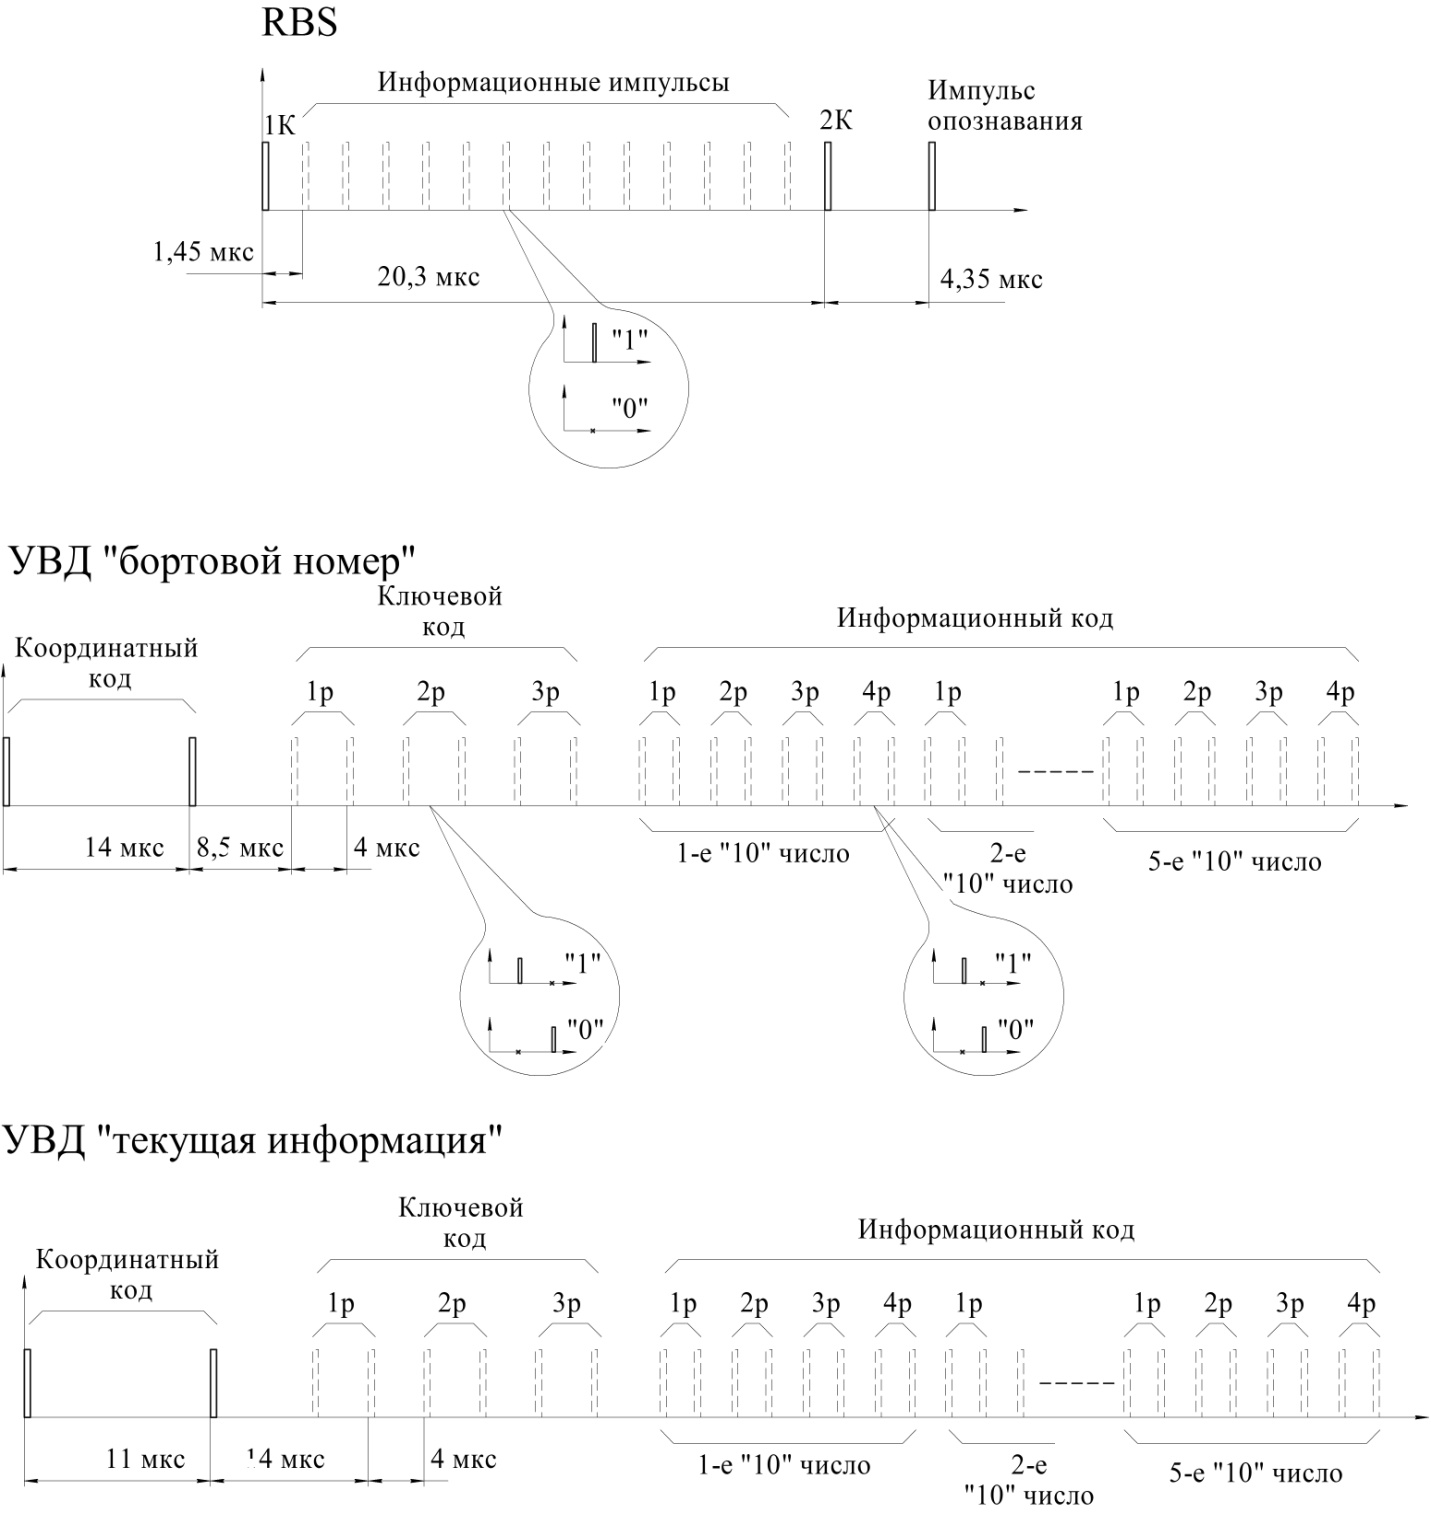 RBS
Информационные импульсы
Импульс
опознавания
1К
2К
1,45 мкс
20,3 мкс
4,35 мкс
"1"
"0"
УВД "бортовой номер"
Ключевой
код
Информационный код
Координатный
код
1р 2р 3р 1р 2р 3р 4р 1р 1р 2р 3р 4р
14 мкс 8,5 мкс 4 мкс
1-е "10" число
2-е
"10" число
5-е "10" число
"1" "1"
"0" "0"
УВД "текущая информация"
Ключевой
код
Информационный код
Координатный
код
1р 2р 3р 1р 2р 3р 4р 1р 1р 2р 3р 4р
11 мкс 14 мкс 4 мкс
1-е "10" число
2-е
"10" число
5-е "10" число